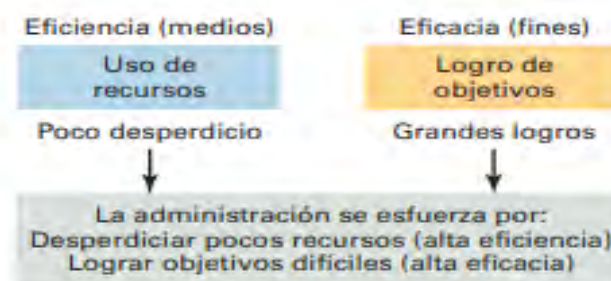 Eficiencia (medios)
Eficacia (fines)
Uso de
recursos
Logro de
objetivos
Poco desperdicio
Grandes logros
La administración se esfuerza por:
Desperdiciar pocos recursos (alta eficiencia)
Lograr objetivos difíciles (alta eficacia)